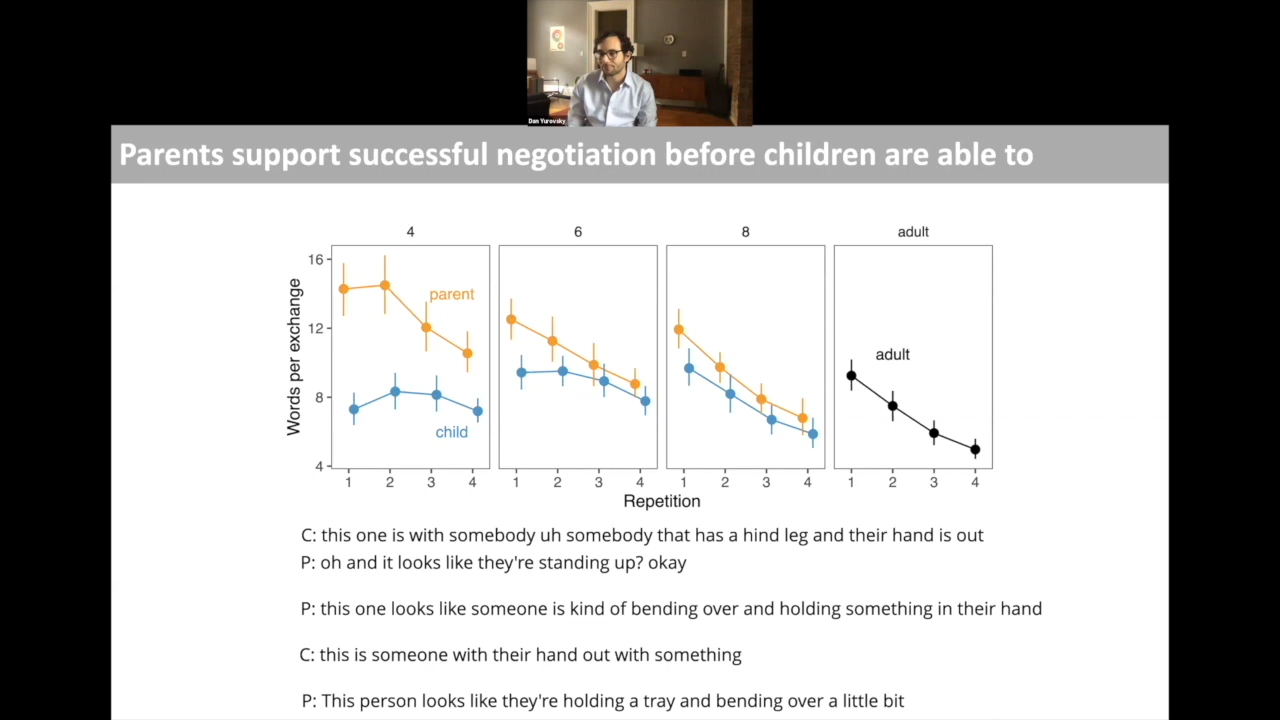 Dan Yurovsky
Parents support successful negotiation before children are able to
4 6 8 adult
16
12
8
4
Words per exchange
parent
child
adult
1 2 3 4 1 2 3 4 1 2 3 4 1 2 3 4
Repetition
C: this one is with somebody uh somebody that has a hind leg and their hand is out
P: oh and it looks like they're standing up? okay
P: this one looks like someone is kind of bending over and holding something in their hand
C: this is someone with their hand out with something
P: This person looks like they're holding a tray and bending over a little bit